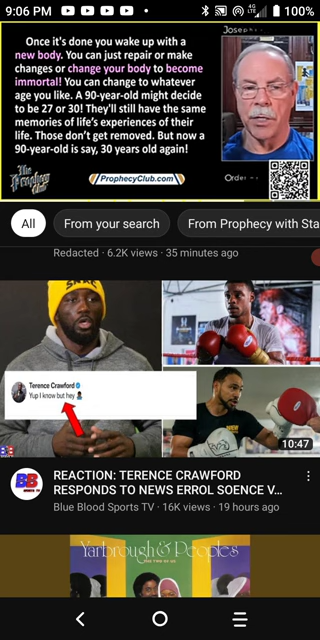 9:06 PM
4G
LTE
100%
Once it's done you wake up with a
new body. You can just repair or make
changes or change your body to become
immortal! You can change to whatever
age you like. A 90-year-old might decide
to be 27 or 30! They'll still have the same
memories of life's experiences of their
life. Those don't get removed. But now a
90-year-old is say, 30 years old again!
The
Prophecy
Club
ProphecyClub.com
All
From your search
From Prophecy with Sta
Redacted · 6.2K views · 35 minutes ago
Terence Crawford
Yup I know but hey
10:47
BB
REACTION: TERENCE CRAWFORD
RESPONDS TO NEWS ERROL SOENCE V...
Blue Blood Sports TV · 16K views · 19 hours ago
Yarbrough & Peoples